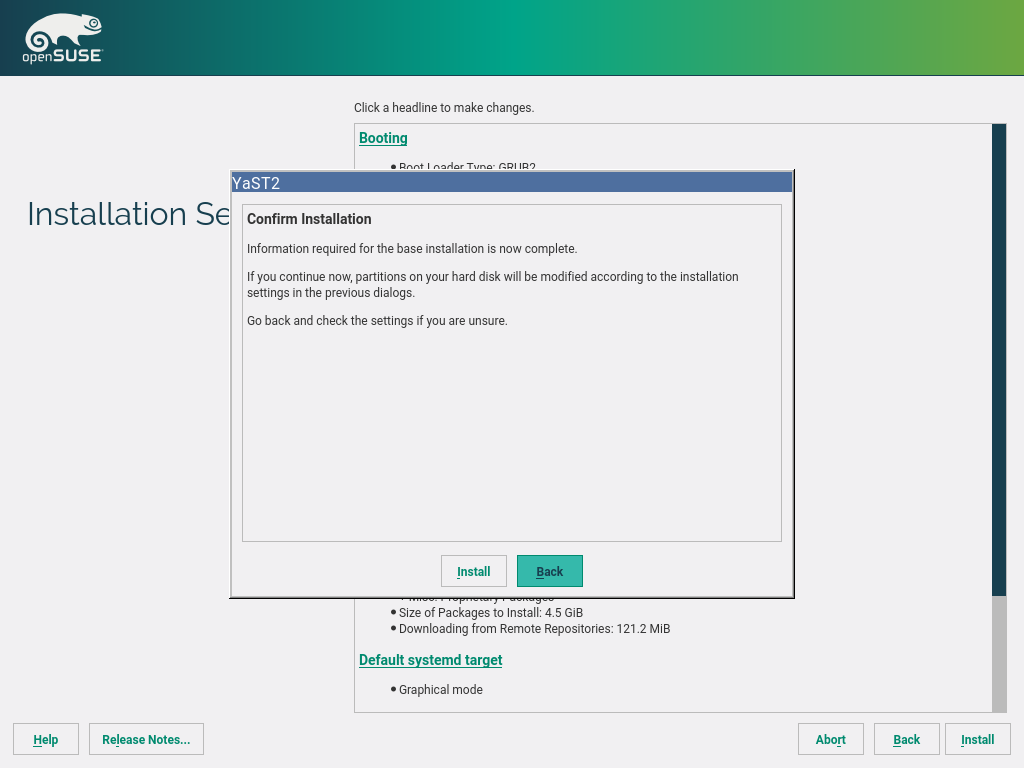 openSUSE
Click a headline to make changes.
Booting
Boot Loader Type: GRUB2
YaST2
Installation Se
Confirm Installation
Information required for the base installation is now complete.
If you continue now, partitions on your hard disk will be modified according to the installation
settings in the previous dialogs.
Go back and check the settings if you are unsure.
Install Back
Misc. Proprietary Packages
Size of Packages to Install: 4.5 GiB
Downloading from Remote Repositories: 121.2 MiB
Default systemd target
Graphical mode
Help Release Notes... Abort Back Install